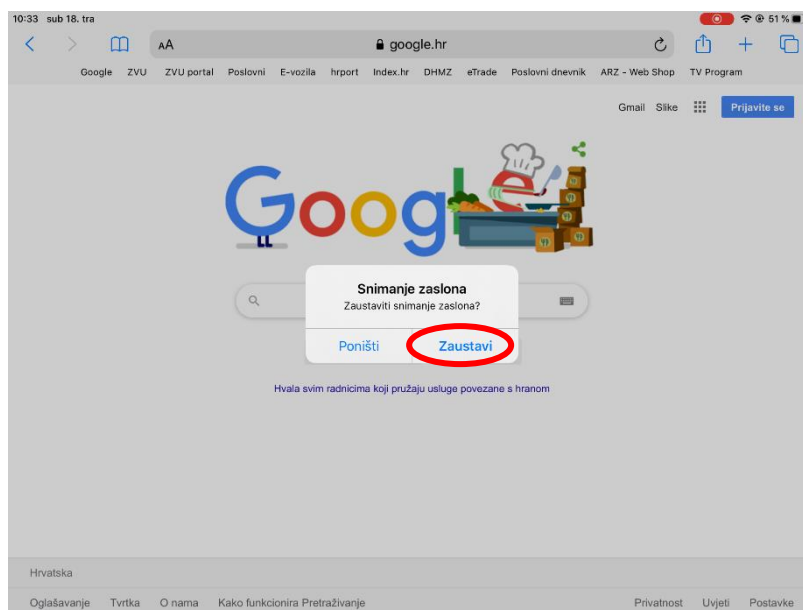 10:33 sub 18. tra 51 %
AA google.hr
Google ZVU ZVU portal Poslovni E-vozila hrport Index.hr DHMZ eTrade Poslovni dnevnik ARZ - Web Shop TV Program
Gmail Slike Prijavite se
Google
Snimanje zaslona
Zaustaviti snimanje zaslona?
Poništi Zaustavi
Hvala svim radnicima koji pružaju usluge povezane s hranom
Hrvatska
Oglašavanje Tvrtka O nama Kako funkcionira Pretraživanje Privatnost Uvjeti Postavke